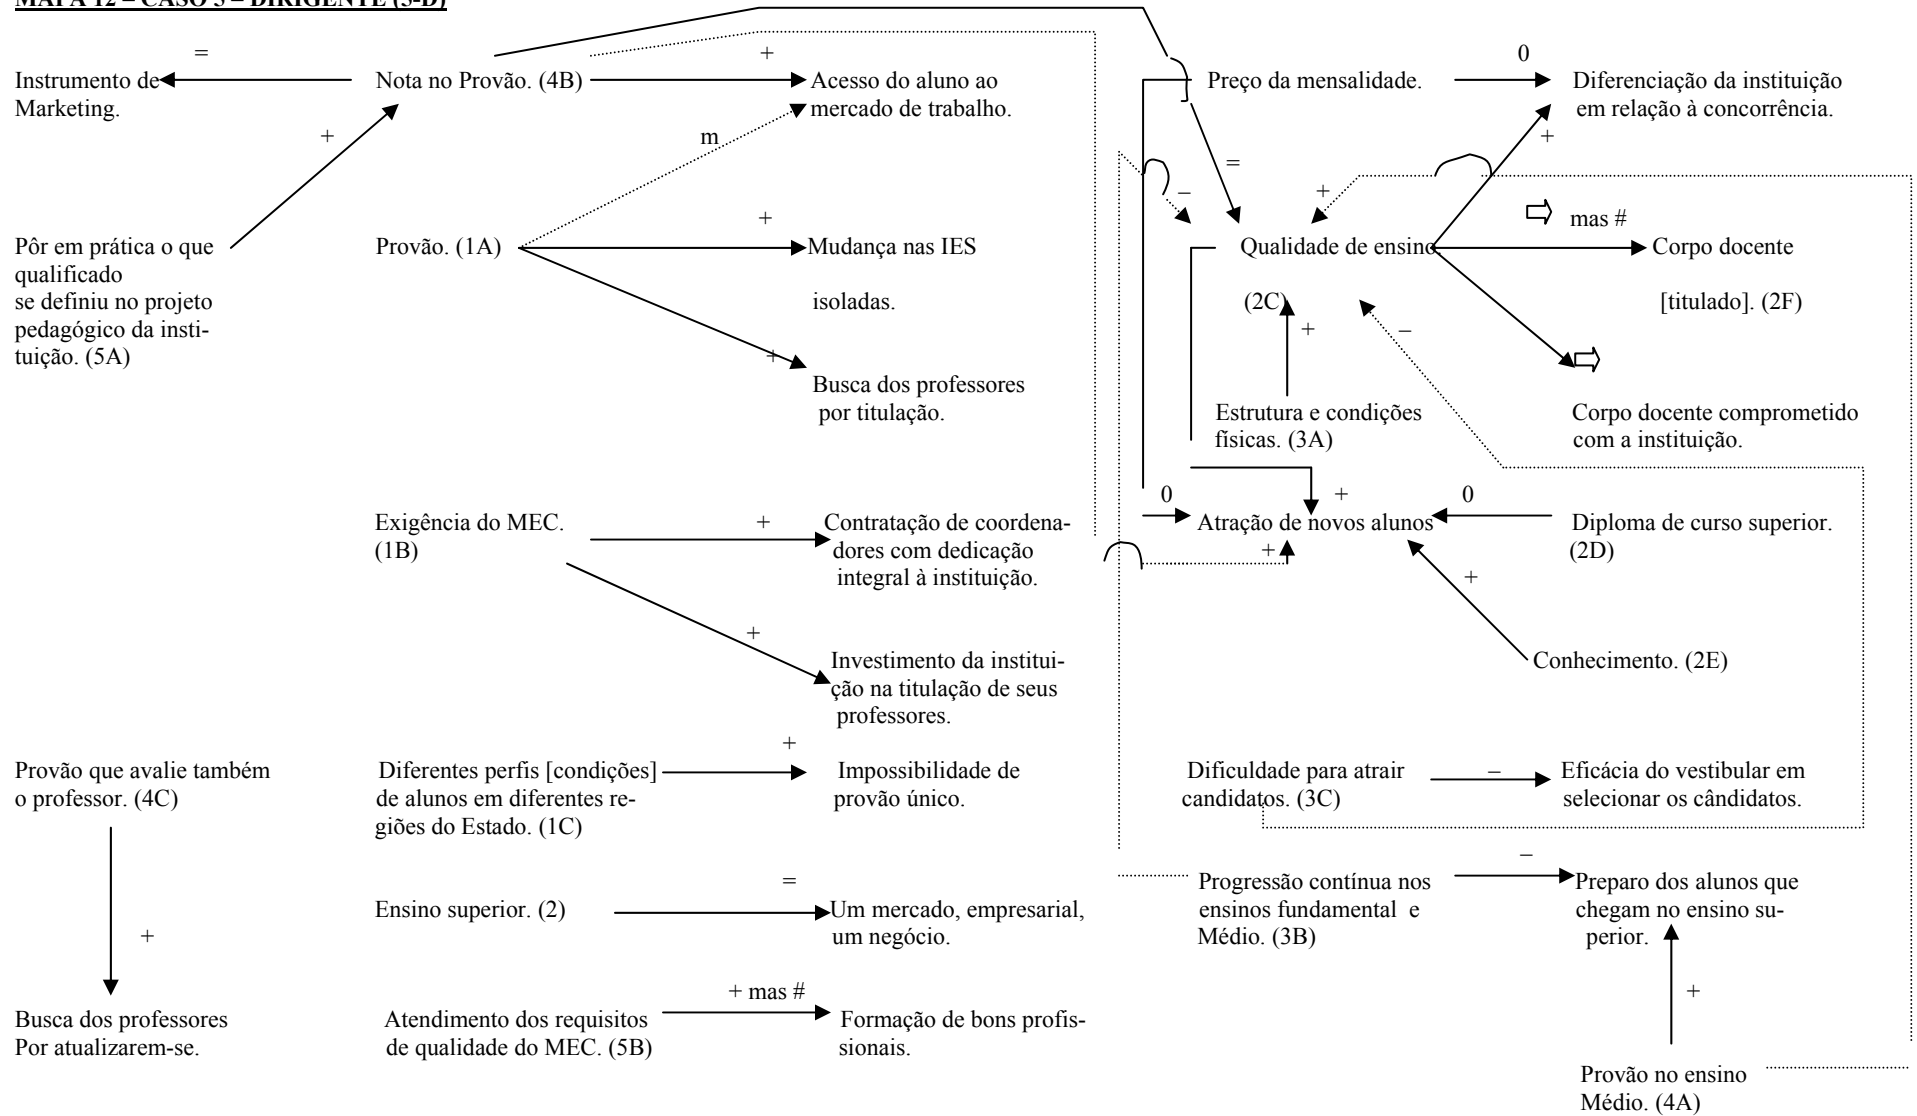 MAPA 12 – CASO 5 – DIRIGENTE (5-D)
=
Instrumento de
Marketing.
Nota no Provão. (4B)
+
Acesso do aluno ao
mercado de trabalho.
Preço da mensalidade.
0
Diferenciação da instituição
em relação à concorrência.
+
m
=
+
–
+
Pôr em prática o que
qualificado
se definiu no projeto
pedagógico da insti-
tuição. (5A)
Provão. (1A)
+
Mudança nas IES
isoladas.
+
Busca dos professores
por titulação.
Qualidade de ensino.
(2C)
mas #
Corpo docente
[titulado]. (2F)
+
–
Estrutura e condições
físicas. (3A)
Corpo docente comprometido
com a instituição.
Exigência do MEC.
(1B)
+
Contratação de coordena-
dores com dedicação
integral à instituição.
0
+
0
Atração de novos alunos
+
Diploma de curso superior.
(2D)
+
Conhecimento. (2E)
+
Investimento da institui-
ção na titulação de seus
professores.
Provão que avalie também
o professor. (4C)
Diferentes perfis [condições]
de alunos em diferentes re-
giões do Estado. (1C)
+
Impossibilidade de
provão único.
Dificuldade para atrair
candidatos. (3C)
–
Eficácia do vestibular em
selecionar os cândidatos.
+
Ensino superior. (2)
=
Um mercado, empresarial,
um negócio.
Progressão contínua nos
ensinos fundamental e
Médio. (3B)
–
Preparo dos alunos que
chegam no ensino su-
perior.
+
Busca dos professores
Por atualizarem-se.
Atendimento dos requisitos
de qualidade do MEC. (5B)
+ mas #
Formação de bons profis-
sionais.
Provão no ensino
Médio. (4A)